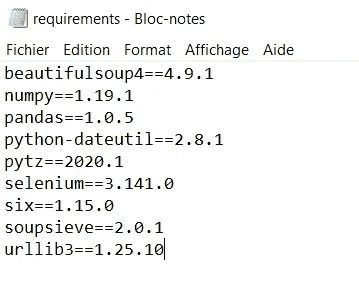 requirements - Bloc-notes
Fichier Edition Format Affichage Aide
beautifulsoup4==4.9.1
numpy==1.19.1
pandas==1.0.5
python-dateutil==2.8.1
pytz==2020.1
selenium==3.141.0
six==1.15.0
soupsieve==2.0.1
urllib3==1.25.10